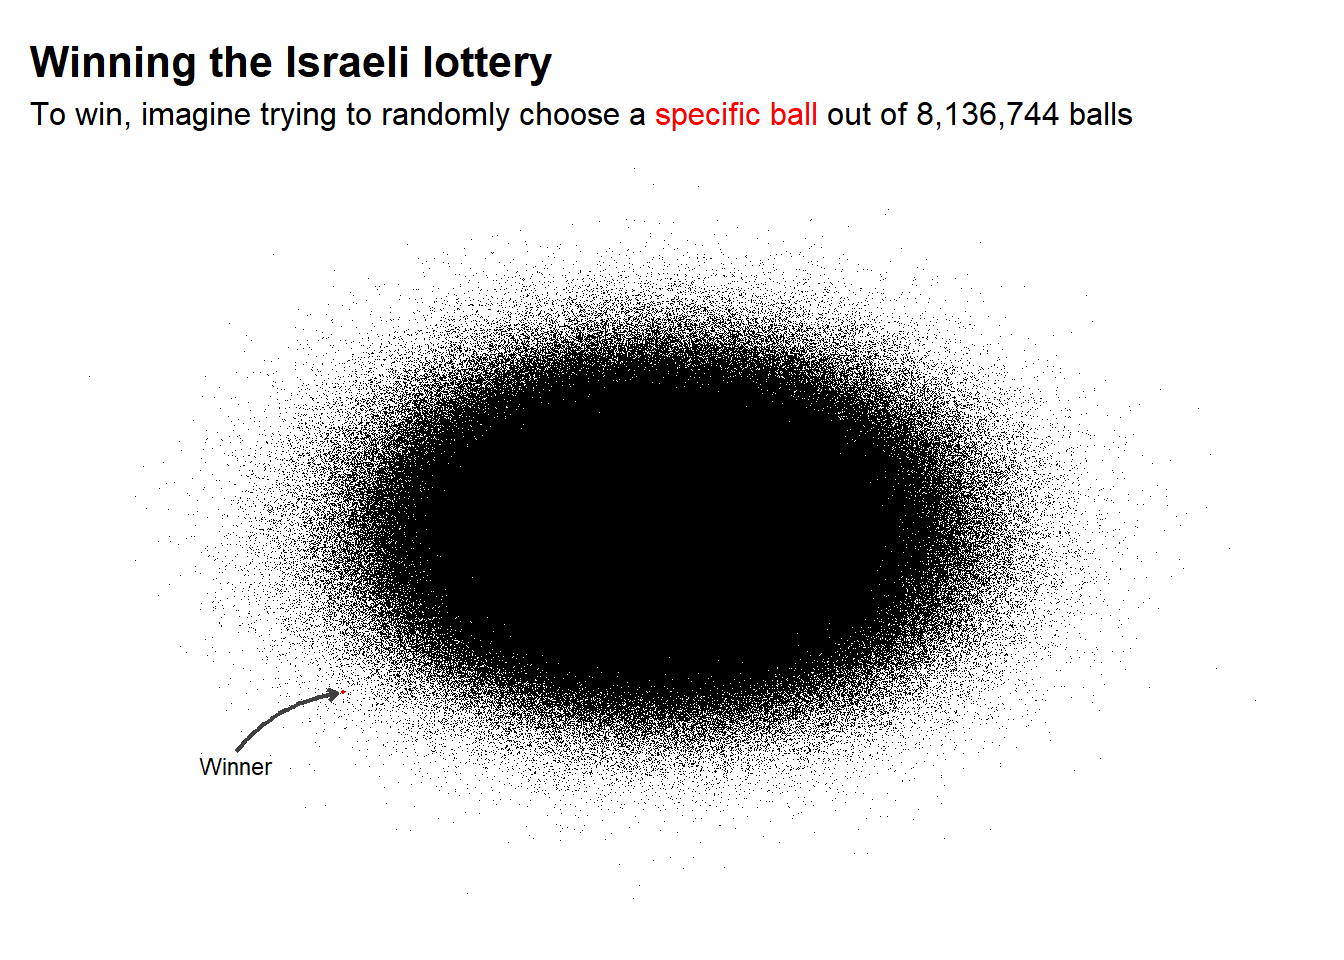 Winning the Israeli lottery
To win, imagine trying to randomly choose a specific ball out of 8,136,744 balls
Winner